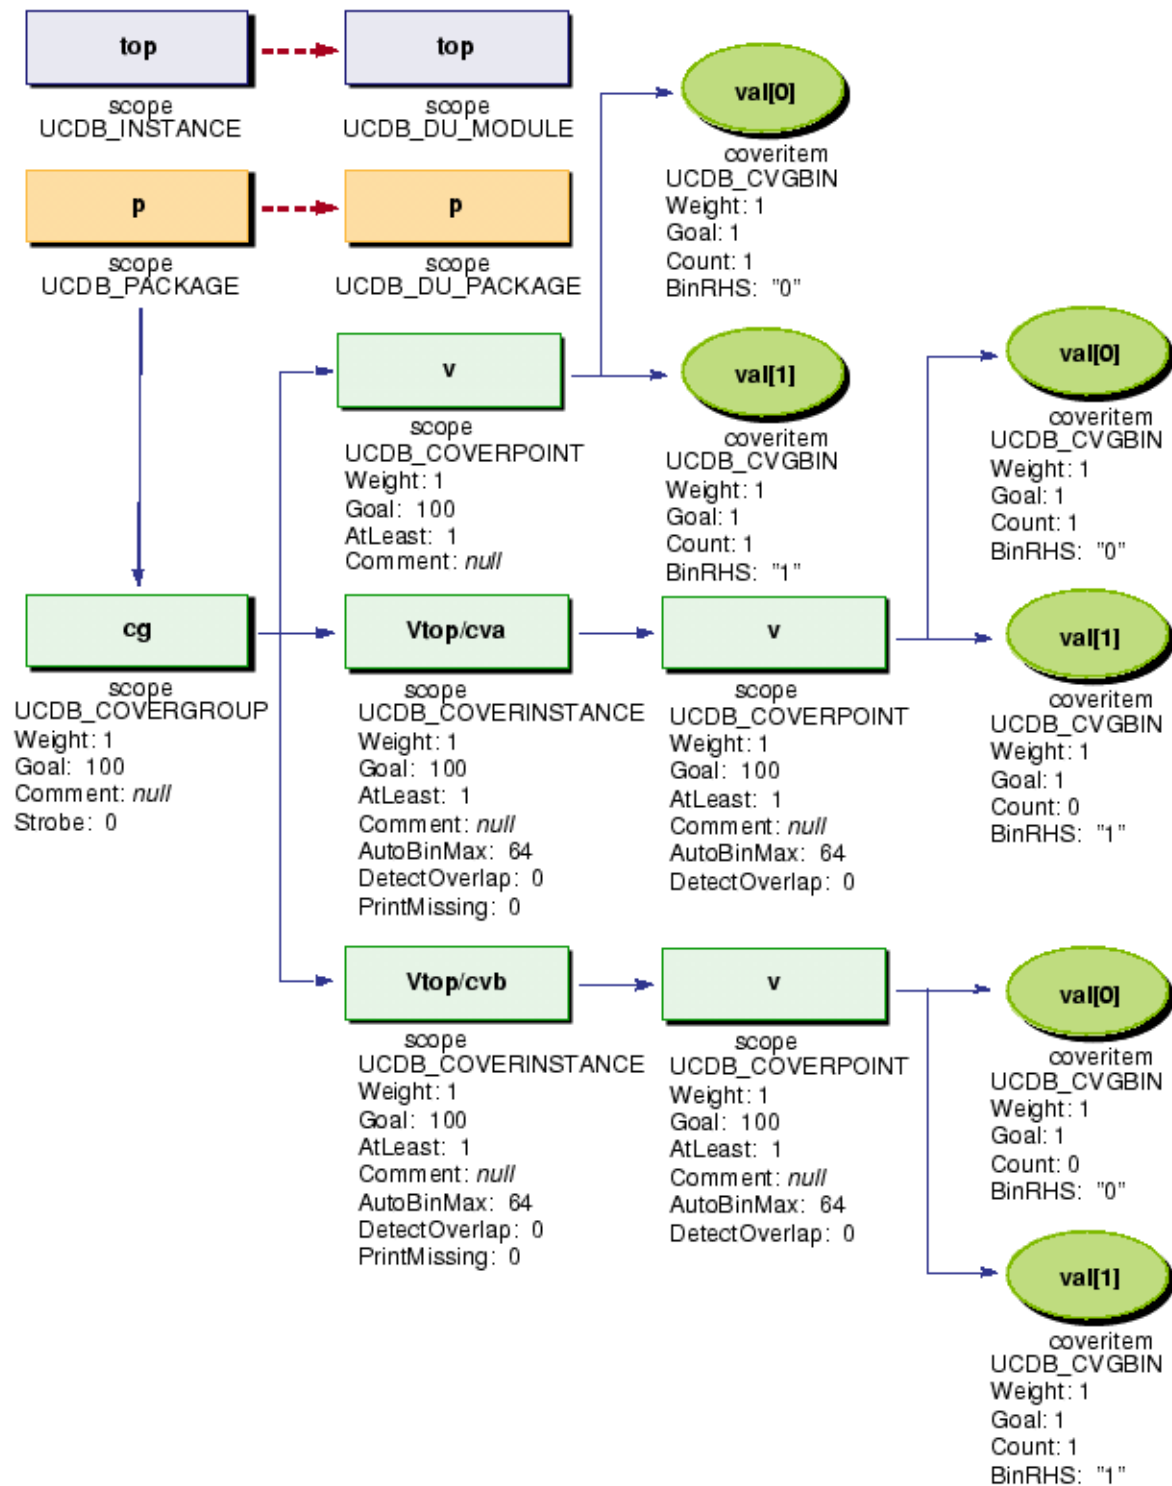 top
scope
UCDB_INSTANCE
top
scope
UCDB_DU_MODULE
p
scope
UCDB_PACKAGE
p
scope
UCDB_DU_PACKAGE
val[0]
coveritem
UCDB_CVGBIN
Weight: 1
Goal: 1
Count: 1
BinRHS: "0"
v
scope
UCDB_COVERPOINT
Weight: 1
Goal: 100
AtLeast: 1
Comment: null
val[1]
coveritem
UCDB_CVGBIN
Weight: 1
Goal: 1
Count: 1
BinRHS: "1"
val[0]
coveritem
UCDB_CVGBIN
Weight: 1
Goal: 1
Count: 1
BinRHS: "0"
cg
scope
UCDB_COVERGROUP
Weight: 1
Goal: 100
Comment: null
Strobe: 0
Vtop/cva
scope
UCDB_COVERINSTANCE
Weight: 1
Goal: 100
AtLeast: 1
Comment: null
AutoBinMax: 64
DetectOverlap: 0
PrintMissing: 0
v
scope
UCDB_COVERPOINT
Weight: 1
Goal: 100
AtLeast: 1
Comment: null
AutoBinMax: 64
DetectOverlap: 0
val[1]
coveritem
UCDB_CVGBIN
Weight: 1
Goal: 1
Count: 0
BinRHS: "1"
Vtop/cvb
scope
UCDB_COVERINSTANCE
Weight: 1
Goal: 100
AtLeast: 1
Comment: null
AutoBinMax: 64
DetectOverlap: 0
PrintMissing: 0
v
scope
UCDB_COVERPOINT
Weight: 1
Goal: 100
AtLeast: 1
Comment: null
AutoBinMax: 64
DetectOverlap: 0
val[0]
coveritem
UCDB_CVGBIN
Weight: 1
Goal: 1
Count: 0
BinRHS: "0"
val[1]
coveritem
UCDB_CVGBIN
Weight: 1
Goal: 1
Count: 1
BinRHS: "1"